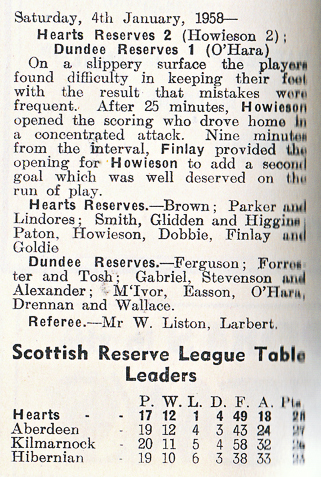 Saturday, 4th January, 1958—
Hearts Reserves 2 (Howieson 2);
Dundee Reserves 1 (O'Hara)
On a slippery surface the players
found difficulty in keeping their feet
with the result that mistakes were
frequent. After 25 minutes, Howieson
opened the scoring who drove home in
a concentrated attack. Nine minutes
from the interval, Finlay provided the
opening for Howieson to add a second
goal which was well deserved on the
run of play.
Hearts Reserves.—Brown; Parker and
Lindores; Smith, Glidden and Higgins;
Paton, Howieson, Dobbie, Finlay and
Goldie
Dundee Reserves.—Ferguson; Forres-
ter and Tosh; Gabriel, Stevenson and
Alexander; M'Ivor, Easson, O'Hara,
Drennan and Wallace.
Referee.—Mr W. Liston, Larbert.
Scottish Reserve League Table
Leaders
P. W. L. D. F. A. Pts.
Hearts - - 17 12 1 4 49 18 28
Aberdeen - 19 12 4 3 43 24 27
Kilmarnock - 20 11 5 4 58 32 26
Hibernian - 19 10 6 3 38 33 23